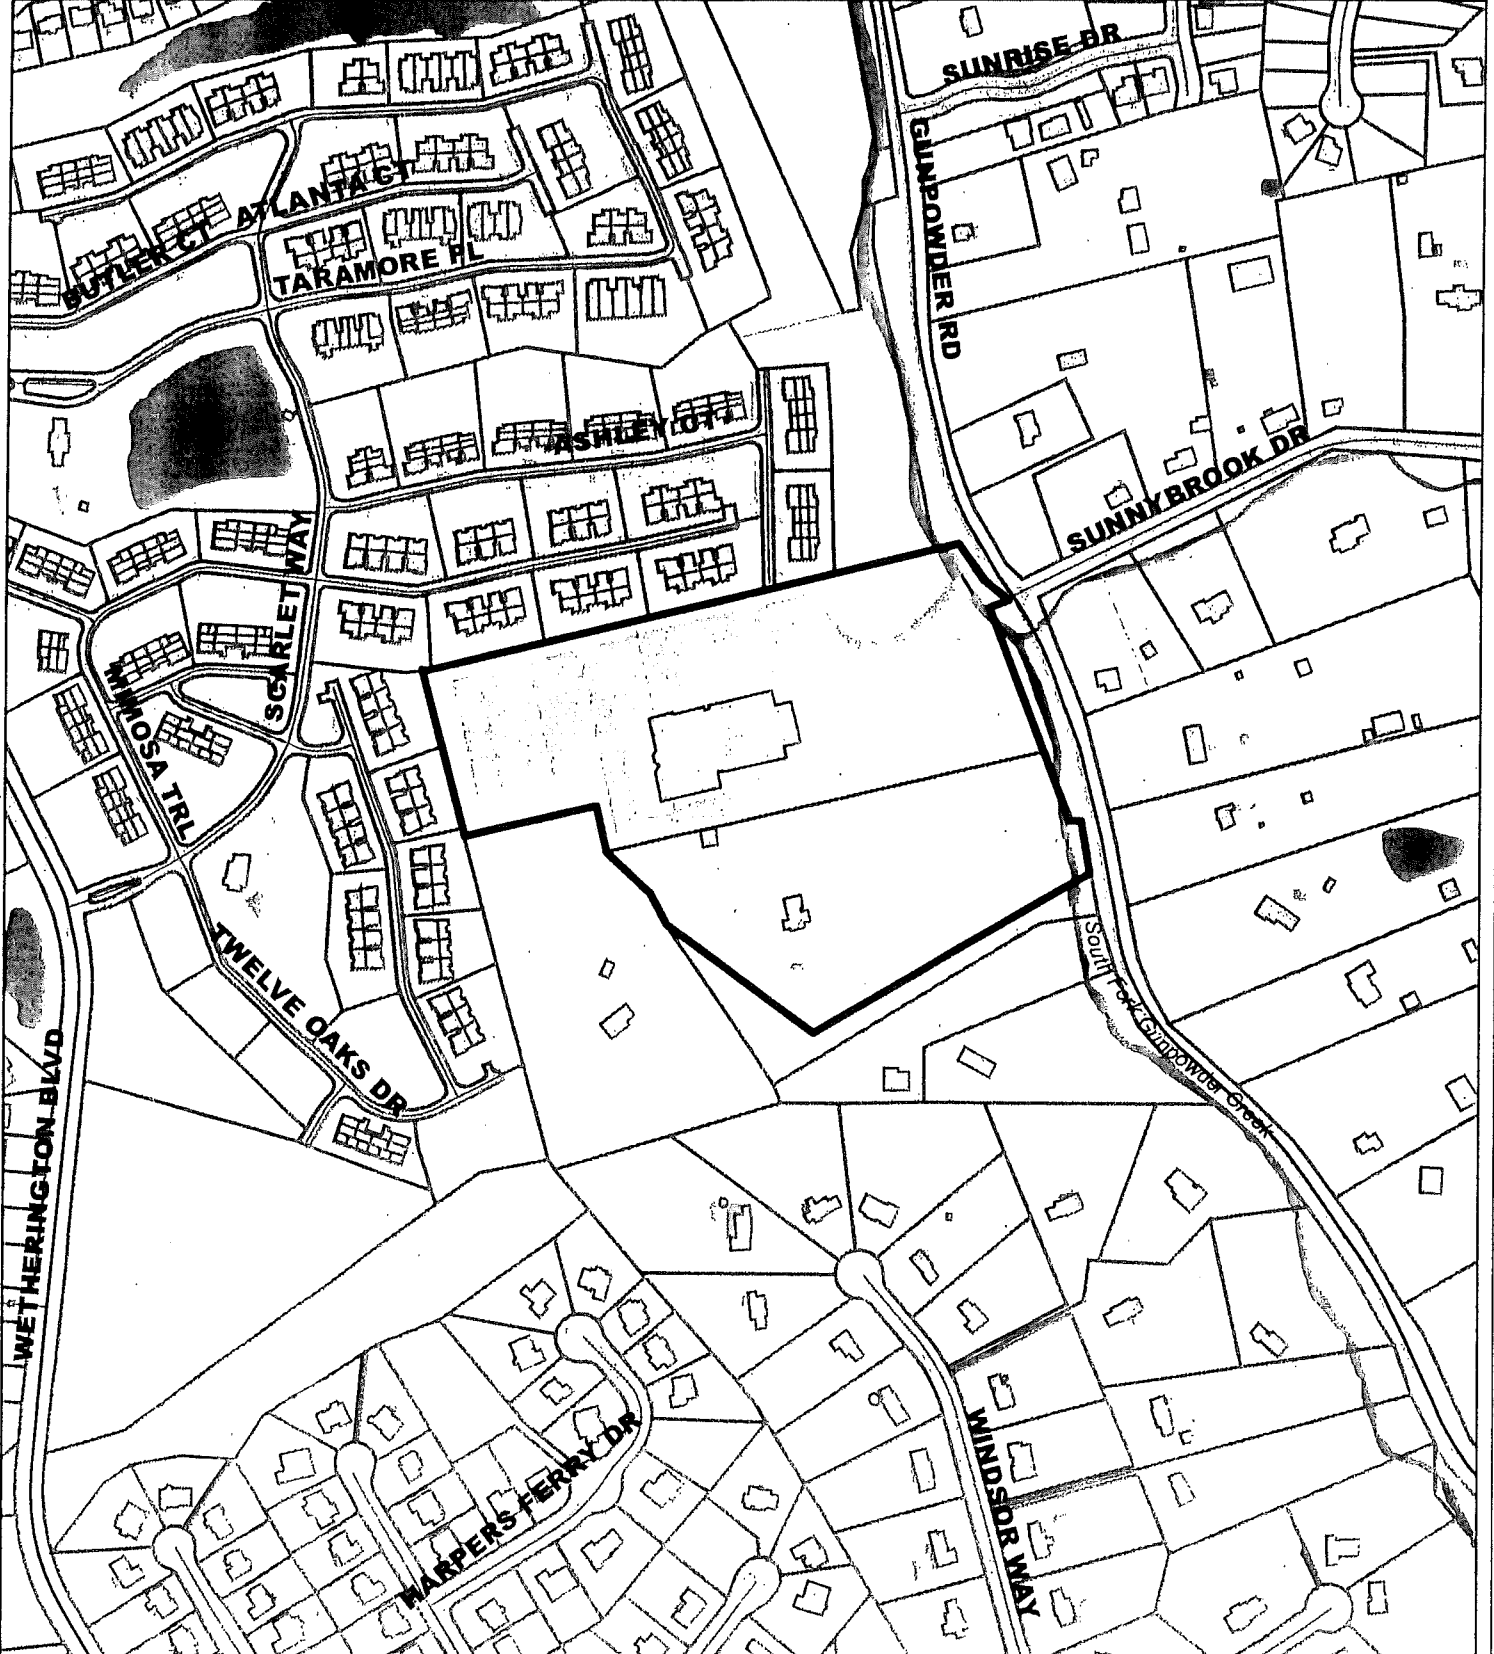 SUNRISE DR
GUNPOWDER RD
ATLANTA CT
BUTLER CT
TARAMORE PL
ASHLEY CT
SUNNYBROOK DR
SCARLET WAY
MIMOSA TRL
TWELVE OAKS DR
South Fork Gunpowder Creek
WETHERINGTON BLVD
HARPERS FERRY DR
WINDSOR WAY